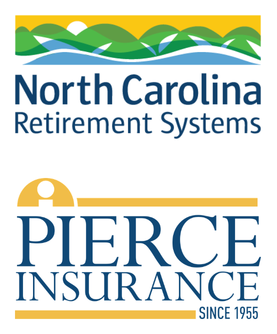 North Carolina
Retirement Systems
PIERCE
INSURANCE
SINCE 1955